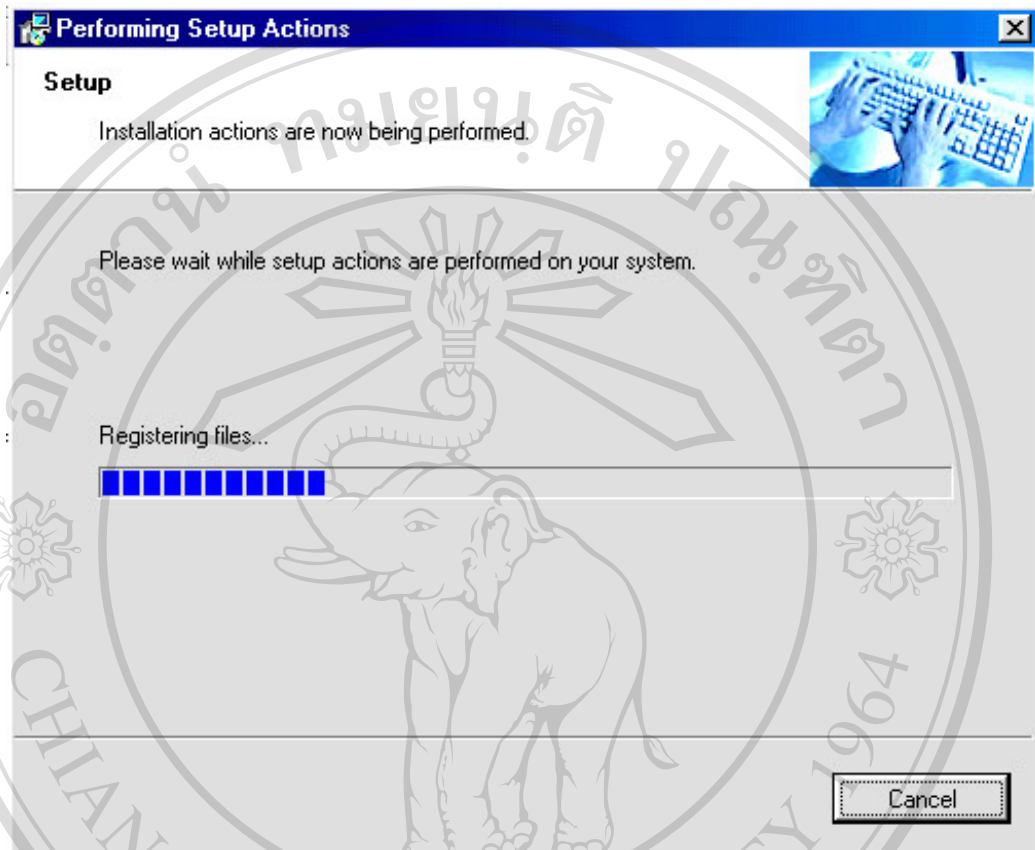 Performing Setup Actions
Setup
Installation actions are now being performed.
Please wait while setup actions are performed on your system.
Registering files...
Cancel
1964